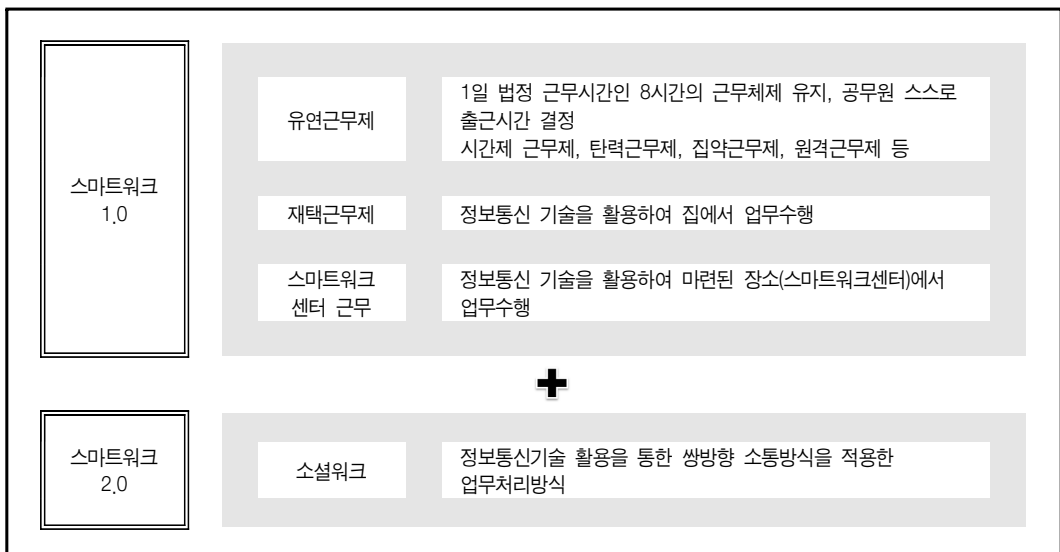 스마트워크
1.0
유연근무제
1일 법정 근무시간인 8시간의 근무체제 유지, 공무원 스스로
출근시간 결정
시간제 근무제, 탄력근무제, 집약근무제, 원격근무제 등
재택근무제
정보통신 기술을 활용하여 집에서 업무수행
스마트워크
센터 근무
정보통신 기술을 활용하여 마련된 장소(스마트워크센터)에서
업무수행
스마트워크
2.0
소셜워크
정보통신기술 활용을 통한 쌍방향 소통방식을 적용한
업무처리방식